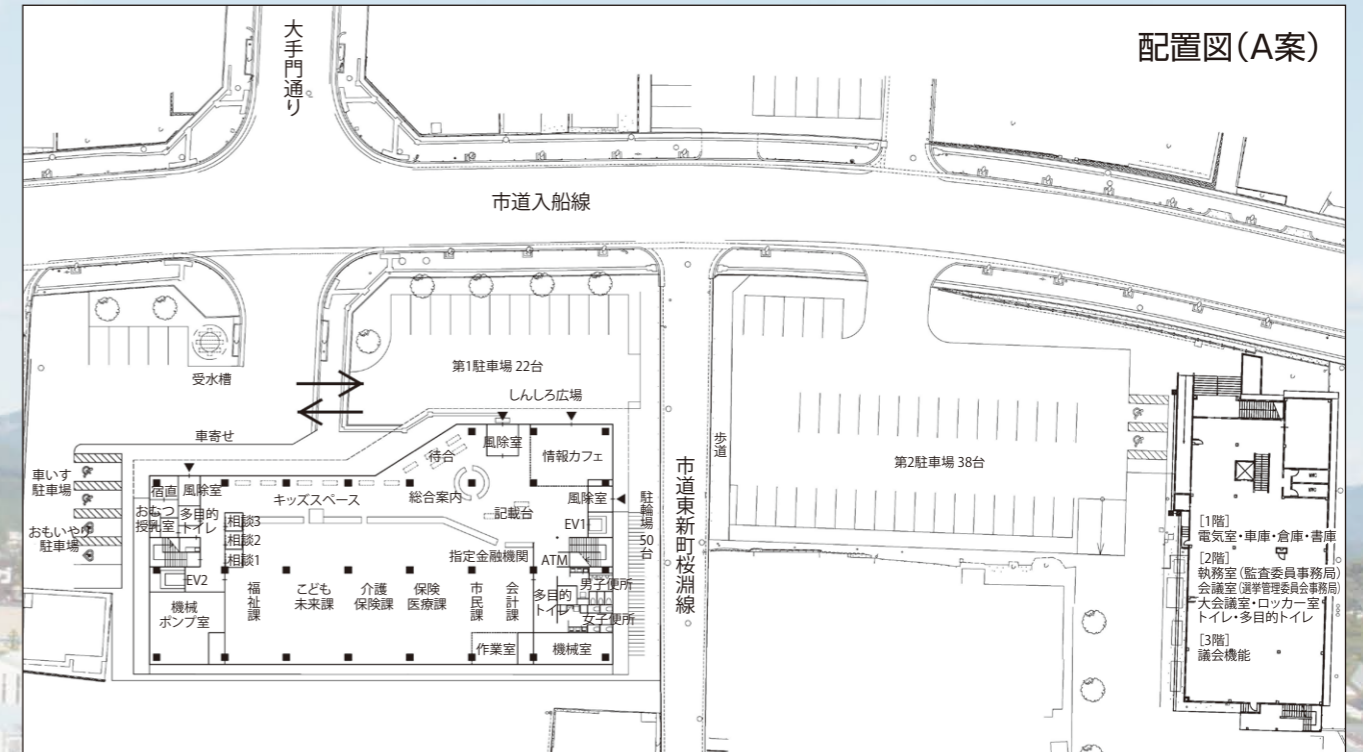 配置図(A案)
大手門通り
市道入船線
受水槽
第1駐車場 22台
しんしろ広場
車寄せ
車いす
駐車場
おもいやり
駐車場
宿直
風除室
おむつ
授乳室
多目的
トイレ
キッズスペース
待合
風除室
情報カフェ
総合案内
記載台
風除室
EV1
駐輪場 50台
相談3
相談2
相談1
指定金融機関
ATM
EV2
機械
ポンプ室
福祉課
こども
未来課
介護
保険課
保険
医療課
市民課
会計課
多目的
トイレ
男子便所
女子便所
作業室
機械室
市道東新町桜淵線
歩道
第2駐車場 38台
[1階]
電気室・車庫・倉庫・書庫
[2階]
執務室(監査委員事務局)
会議室(選挙管理委員会事務局)
大会議室・ロッカー室
トイレ・多目的トイレ
[3階]
議会機能